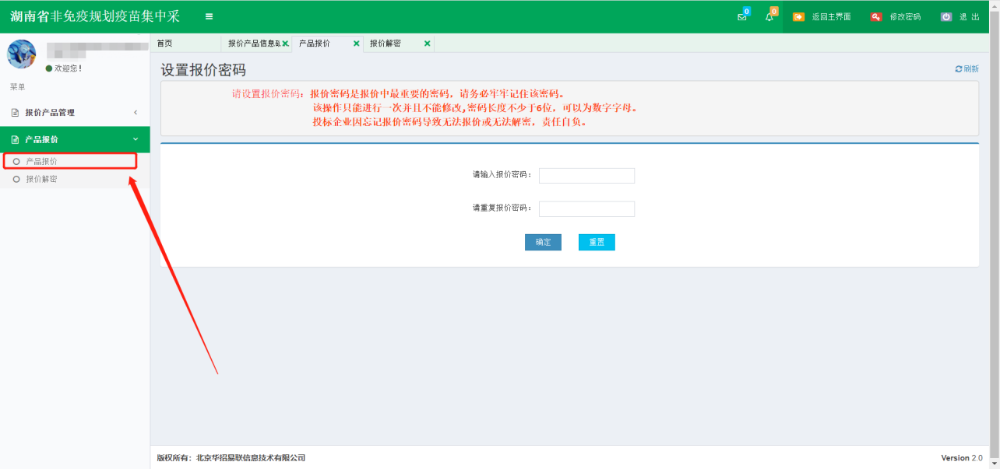 湖南省非免疫规划疫苗集中采
0
0
返回主界面
修改密码
退 出
欢迎您！
菜单
报价产品管理
产品报价
产品报价
报价解密
首页
报价产品信息确
产品报价
报价解密
设置报价密码
刷新
请设置报价密码：报价密码是报价中最重要的密码，请务必牢牢记住该密码。
该操作只能进行一次并且不能修改,密码长度不少于6位，可以为数字字母。
投标企业因忘记报价密码导致无法报价或无法解密，责任自负。
请输入报价密码：
请重复报价密码：
确定
重置
版权所有：北京华招易联信息技术有限公司
Version 2.0